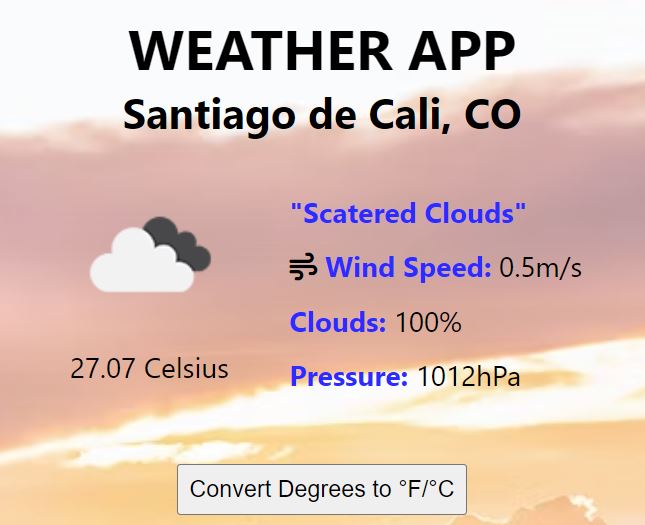 WEATHER APP
Santiago de Cali, CO
"Scatered Clouds"
Wind Speed: 0.5m/s
Clouds: 100%
27.07 Celsius
Pressure: 1012hPa
Convert Degrees to °F/°C